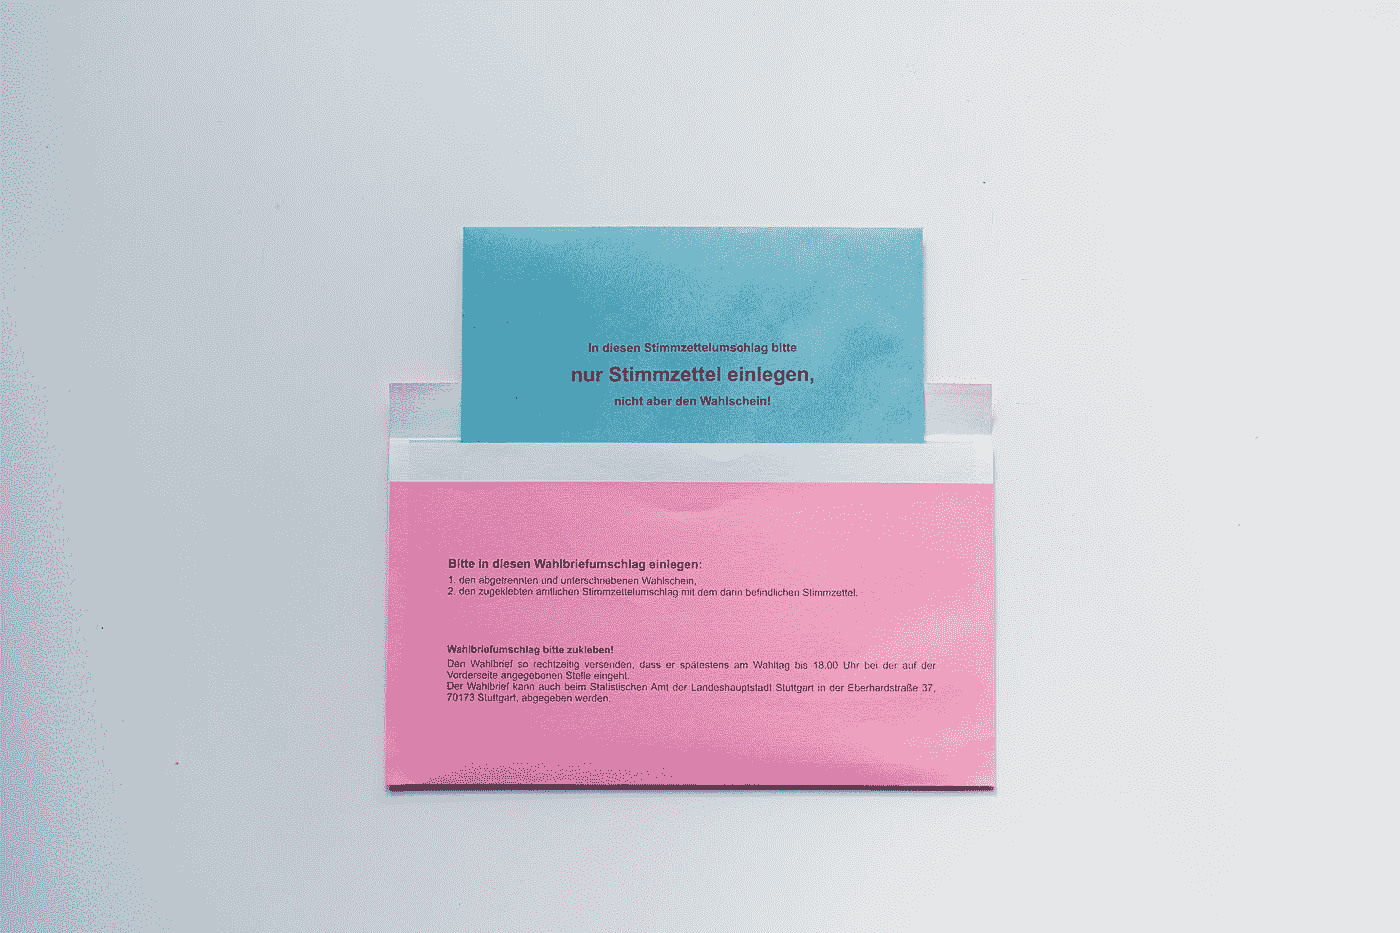 In diesen Stimmzettelumschlag bitte
nur Stimmzettel einlegen,
nicht aber den Wahlschein!
Bitte in diesen Wahlbriefumschlag einlegen:
1. den abgetrennten und unterschriebenen Wahlschein,
2. den zugeklebten amtlichen Stimmzettelumschlag mit dem darin befindlichen Stimmzettel.
Wahlbriefumschlag bitte zukleben!
Den Wahlbrief so rechtzeitig versenden, dass er spätestens am Wahltag bis 18.00 Uhr bei der auf der
Vorderseite angegebenen Stelle eingeht.
Der Wahlbrief kann auch beim Statistischen Amt der Landeshauptstadt Stuttgart in der Eberhardstraße 37,
70173 Stuttgart, abgegeben werden.